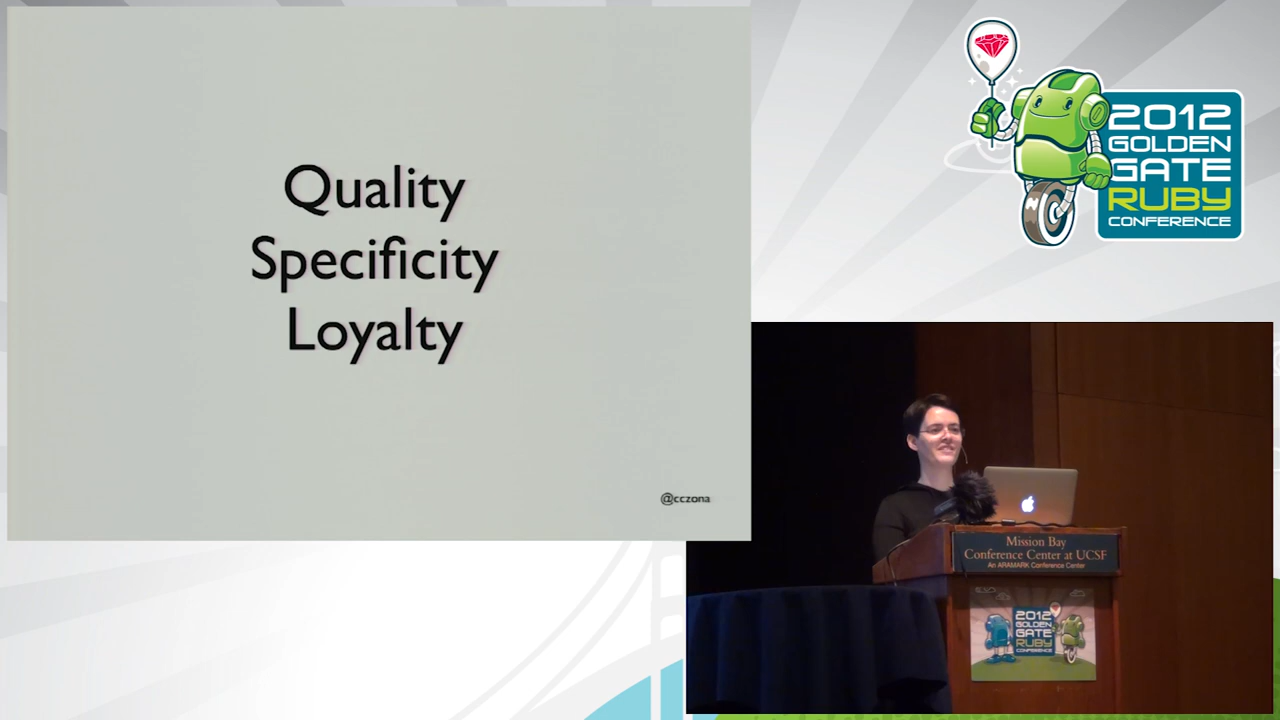 Quality
Specificity
Loyalty
@cczona
2012
GOLDEN
GATE
RUBY
CONFERENCE
Mission Bay
Conference Center at UCSF
An ARAMARK Conference Center
2012
GOLDEN
GATE
RUBY
CONFERENCE